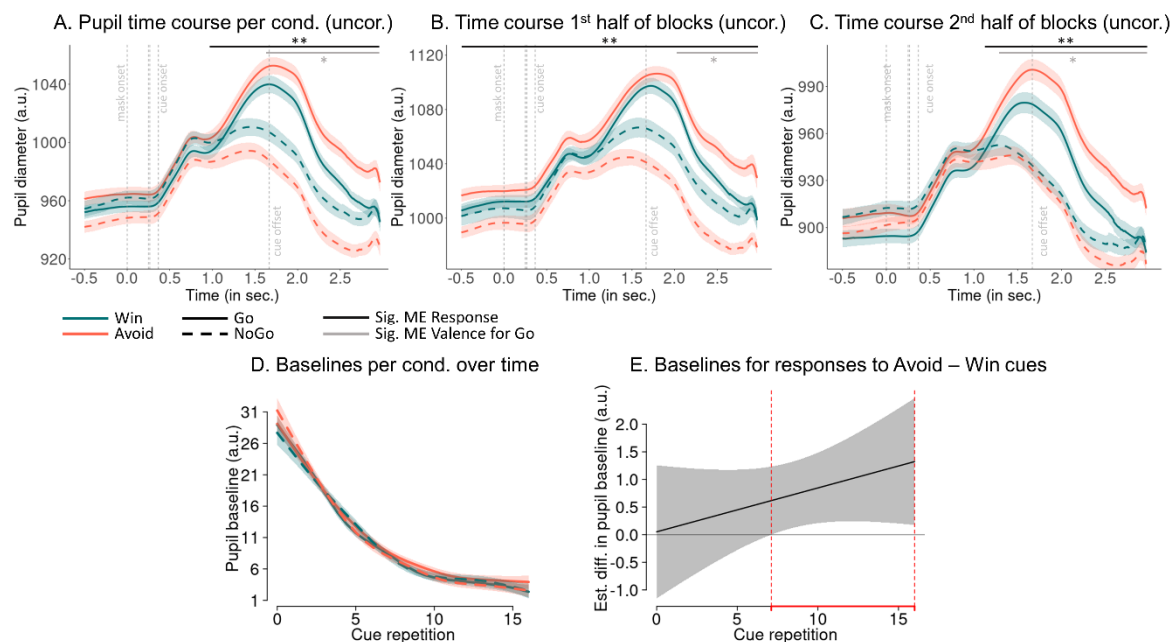 A. Pupil time course per cond. (uncor.)
B. Time course 1st half of blocks (uncor.)
C. Time course 2nd half of blocks (uncor.)
**
*
mask onset
cue onset
cue offset
Pupil diameter (a.u.)
1040
1000
960
920
-0.5 0.0 0.5 1.0 1.5 2.0 2.5
Time (in sec.)
**
*
mask onset
cue onset
cue offset
Pupil diameter (a.u.)
1120
1080
1040
1000
-0.5 0.0 0.5 1.0 1.5 2.0 2.5
Time (in sec.)
**
*
mask onset
cue onset
cue offset
Pupil diameter (a.u.)
990
960
930
900
-0.5 0.0 0.5 1.0 1.5 2.0 2.5
Time (in sec.)
Win Go Sig. ME Response
Avoid NoGo Sig. ME Valence for Go
D. Baselines per cond. over time
Pupil baseline (a.u.)
31
26
21
16
11
6
1
0 5 10 15
Cue repetition
E. Baselines for responses to Avoid – Win cues
Est. diff. in pupil baseline (a.u.)
2.0
1.5
1.0
0.5
0.0
-0.5
-1.0
0 5 10 15
Cue repetition